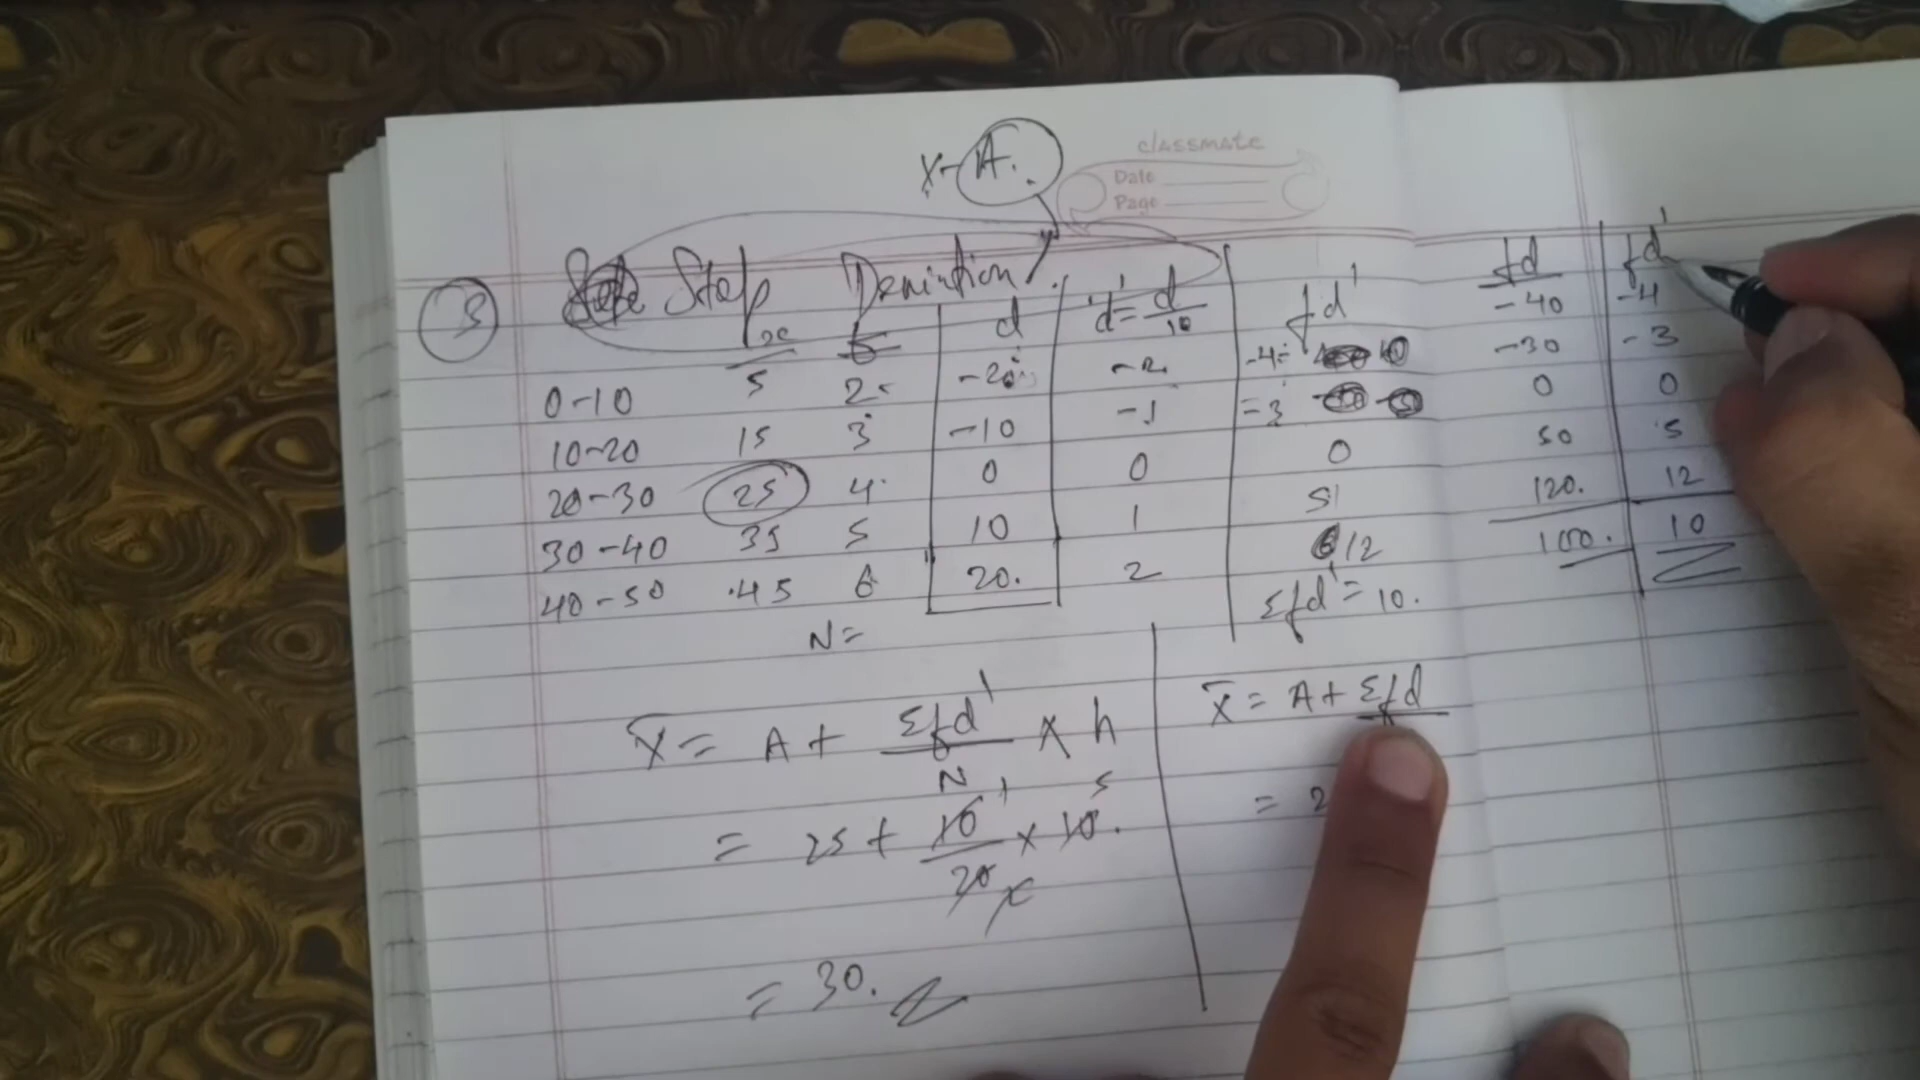 x-A.
classmate
Date
Page
3 Step Deviation
x f d d'=d/10 fd' fd fd'
0-10 5 2 -20 -2 -4 -40 -4
10-20 15 3 -10 -1 -3 -30 -3
20-30 25 4 0 0 0 0 0
30-40 35 5 10 1 5 50 5
40-50 45 6 20. 2 12 120. 12
N= Σfd'=10. 100. 10
x̄ = A + Σfd'/N × h
x̄ = A + Σfd
= 25 + 10/20 × 10.
1 5
= 2
= 30.